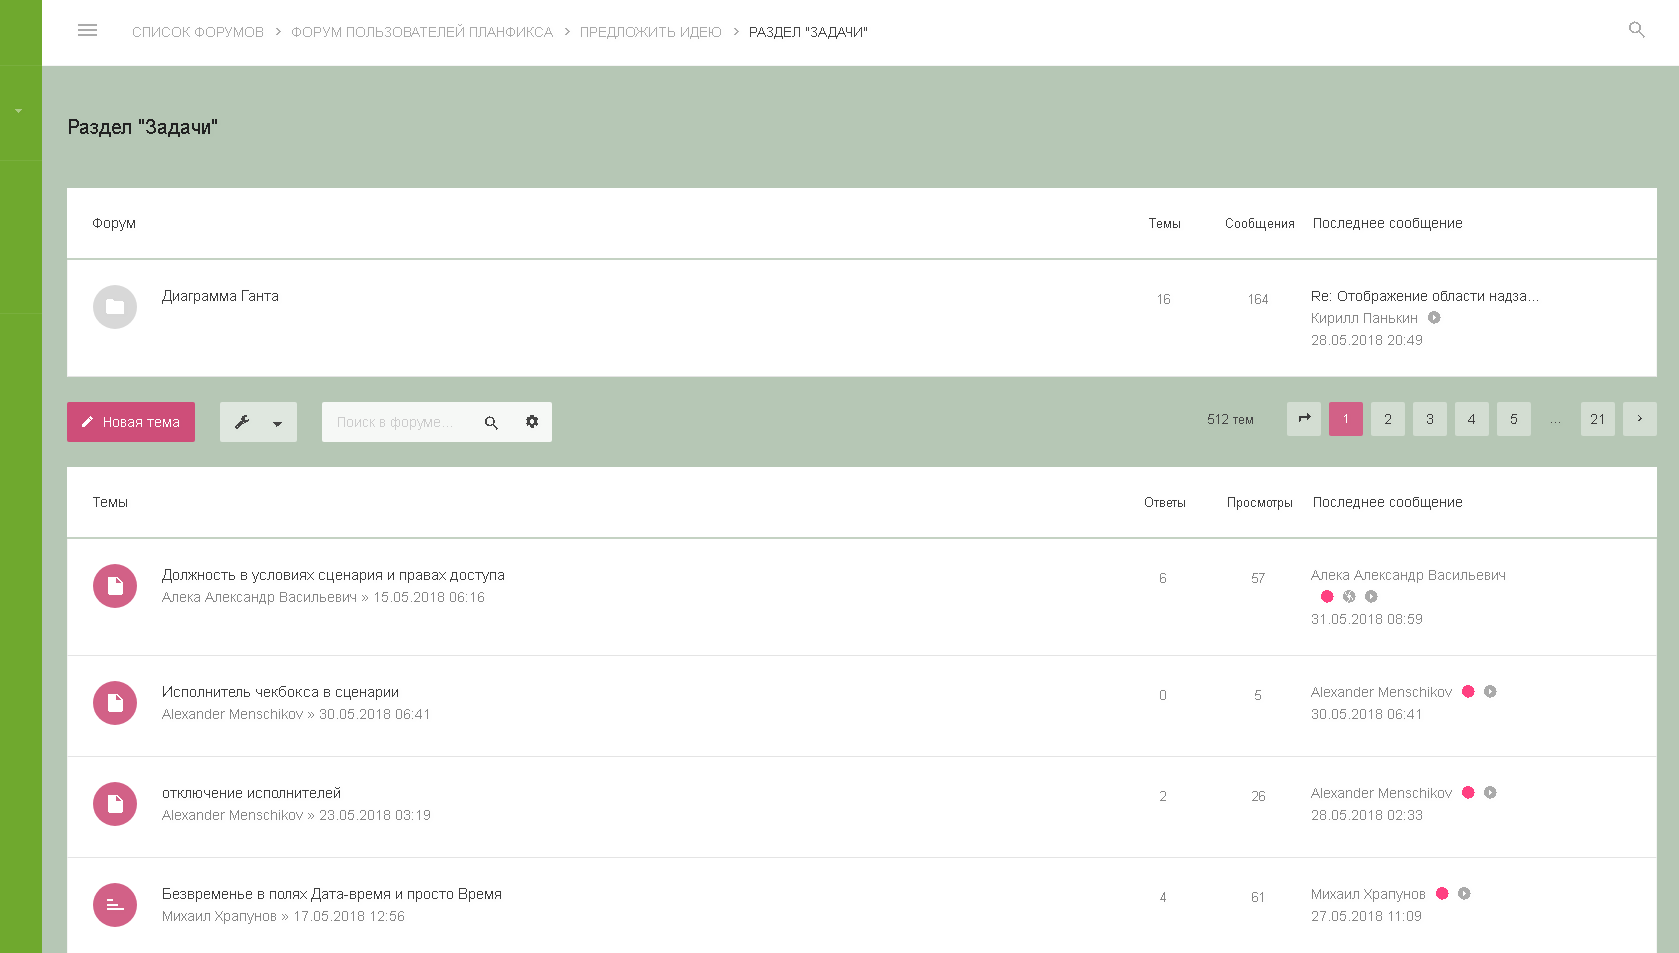 СПИСОК ФОРУМОВ > ФОРУМ ПОЛЬЗОВАТЕЛЕЙ ПЛАНФИКСА > ПРЕДЛОЖИТЬ ИДЕЮ > РАЗДЕЛ "ЗАДАЧИ"
Раздел "Задачи"
Форум Темы Сообщения Последнее сообщение
Диаграмма Ганта 16 164 Re: Отображение области надза...
Кирилл Панькин
28.05.2018 20:49
Новая тема Поиск в форуме... 512 тем 1 2 3 4 5 ... 21
Темы Ответы Просмотры Последнее сообщение
Должность в условиях сценария и правах доступа 6 57 Алека Александр Васильевич
Алека Александр Васильевич » 15.05.2018 06:16
31.05.2018 08:59
Исполнитель чекбокса в сценарии 0 5 Alexander Menschikov
Alexander Menschikov » 30.05.2018 06:41 30.05.2018 06:41
отключение исполнителей 2 26 Alexander Menschikov
Alexander Menschikov » 23.05.2018 03:19 28.05.2018 02:33
Безвременье в полях Дата-время и просто Время 4 61 Михаил Храпунов
Михаил Храпунов » 17.05.2018 12:56 27.05.2018 11:09